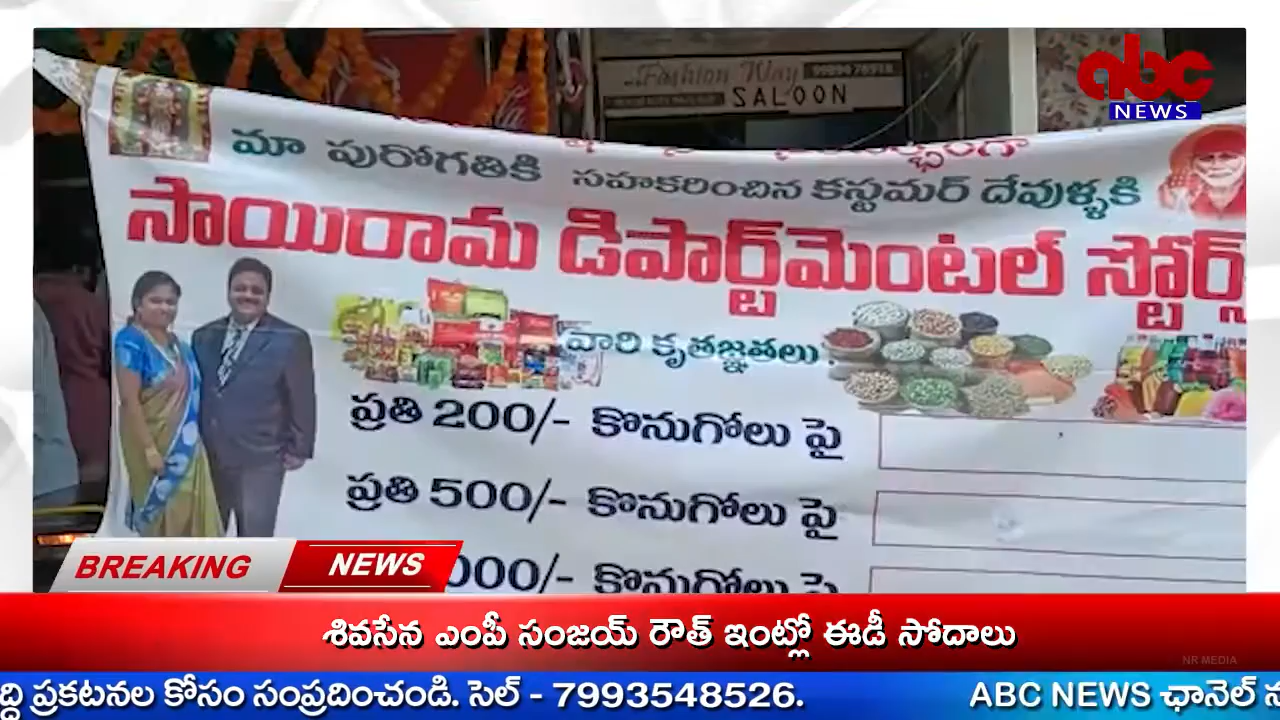 abc
NEWS
Fashion Way
SALOON
మా పురోగతికి సహకరించిన కస్టమర్ దేవుళ్ళకి
సాయిరామ డిపార్ట్‌మెంటల్ స్టోర్స్
వారి కృతజ్ఞతలు
ప్రతి 200/- కొనుగోలు పై
ప్రతి 500/- కొనుగోలు పై
000/- కొనుగోలు పై
BREAKING NEWS
శివసేన ఎంపీ సంజయ్ రౌత్ ఇంట్లో ఈడీ సోదాలు
NR MEDIA
ప్రకటనల కోసం సంప్రదించండి. సెల్ - 7993548526. ABC NEWS ఛానెల్